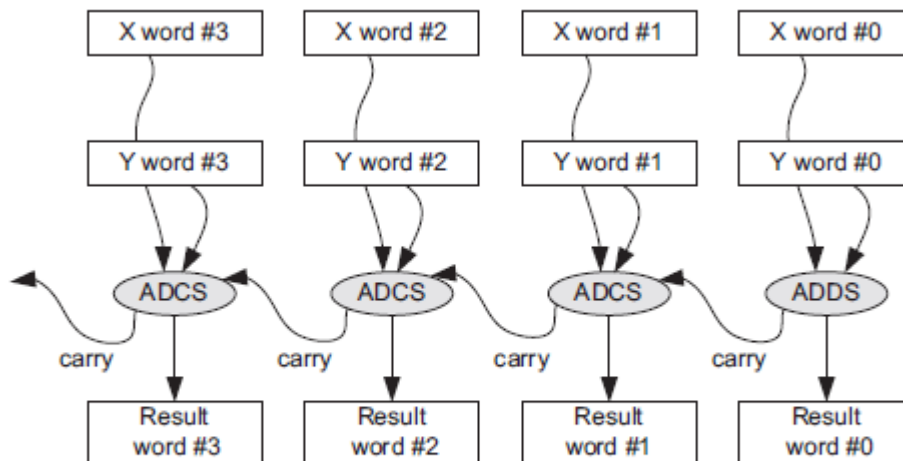 X word #3
X word #2
X word #1
X word #0
Y word #3
Y word #2
Y word #1
Y word #0
ADCS
ADCS
ADCS
ADDS
carry
carry
carry
carry
Result
word #3
Result
word #2
Result
word #1
Result
word #0